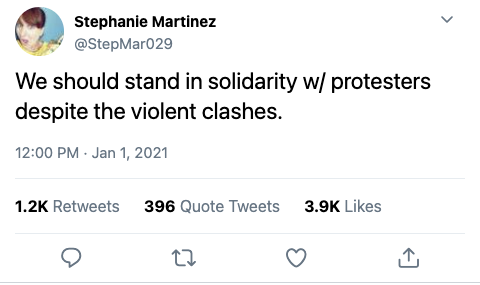 Stephanie Martinez
@StepMar029
We should stand in solidarity w/ protesters
despite the violent clashes.
12:00 PM · Jan 1, 2021
1.2K Retweets 396 Quote Tweets 3.9K Likes